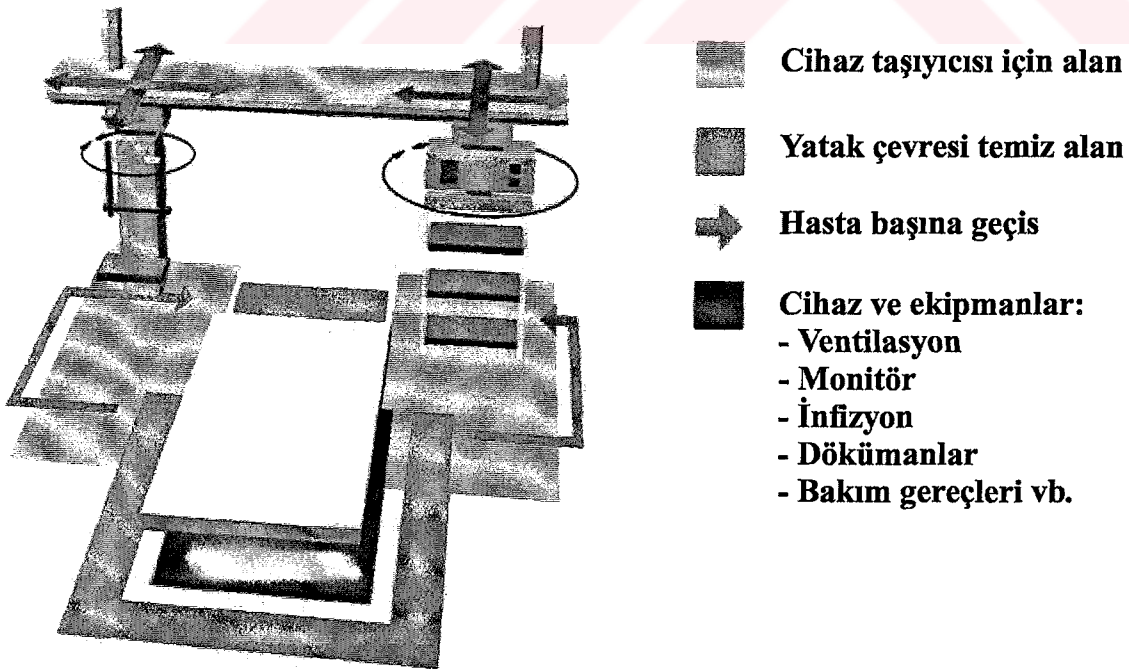 Cihaz taşıyıcısı için alan
Yatak çevresi temiz alan
Hasta başına geçis
Cihaz ve ekipmanlar:
- Ventilasyon
- Monitör
- İnfizyon
- Dökümanlar
- Bakım gereçleri vb.